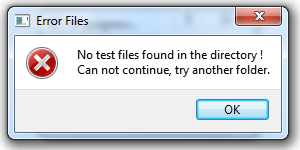 Error Files
No test files found in the directory !
Can not continue, try another folder.
OK